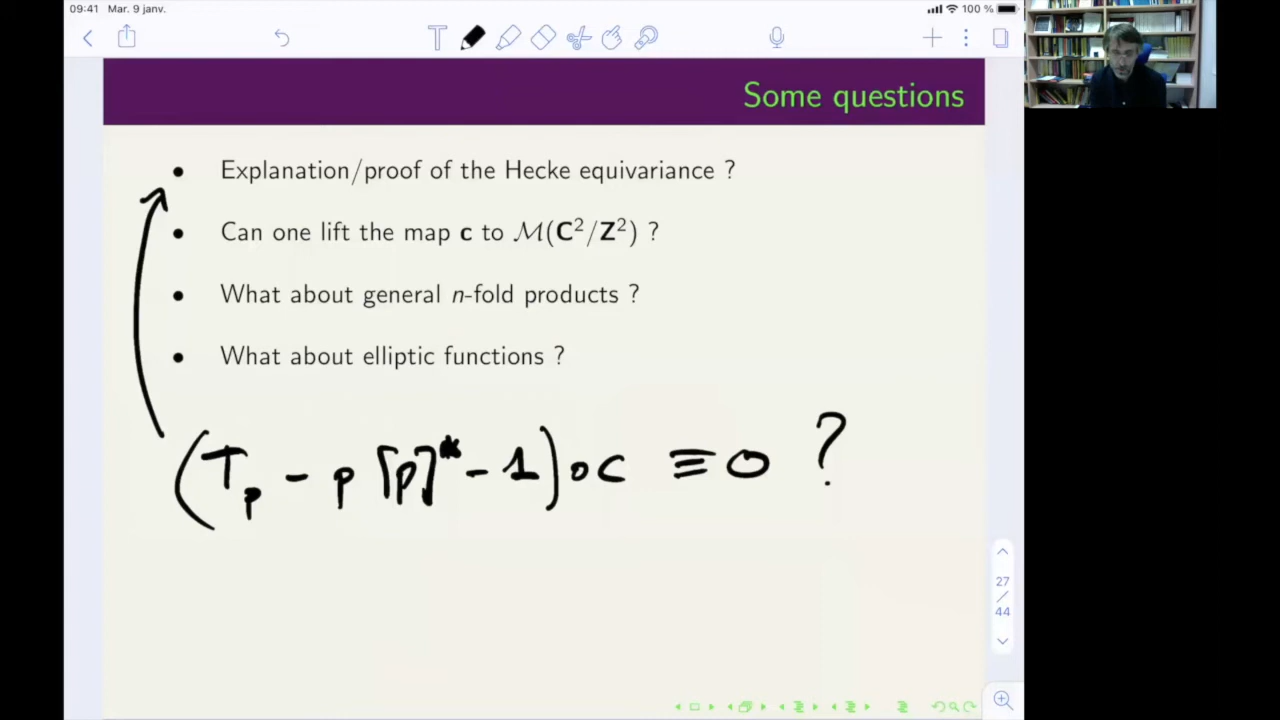 09:41 Mar. 9 janv. 100 %
Some questions
• Explanation/proof of the Hecke equivariance ?
• Can one lift the map c to ℳ(C²/Z²) ?
• What about general n-fold products ?
• What about elliptic functions ?
(T_p - p [p]* - 1) ∘ c ≡ 0 ?
27
/
44